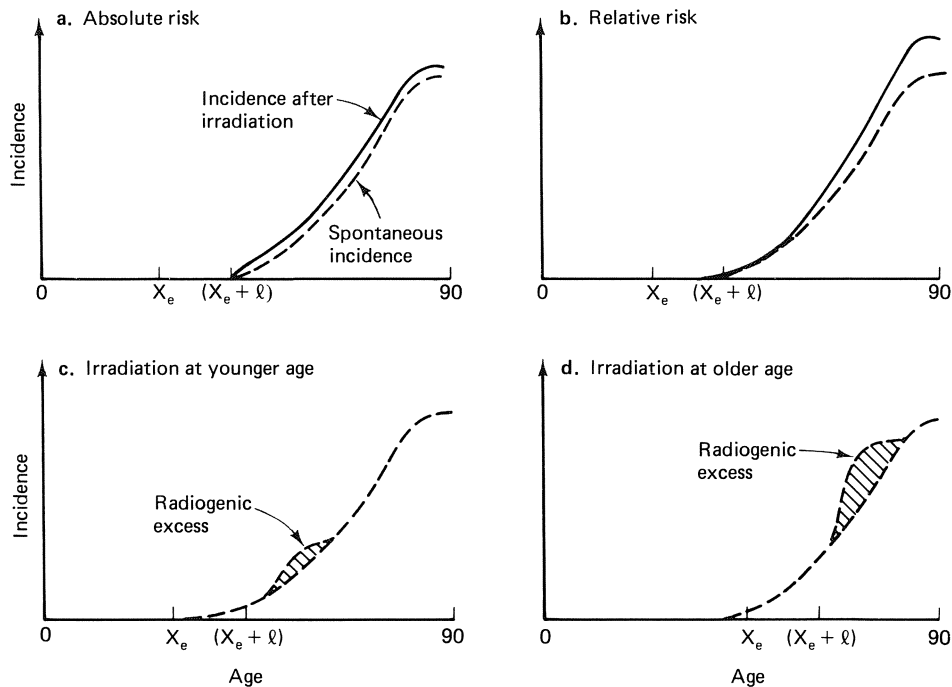 a. Absolute risk
Incidence after
irradiation
Spontaneous
incidence
Incidence
0
Xe
(Xe + ℓ)
90
b. Relative risk
0
Xe
(Xe + ℓ)
90
c. Irradiation at younger age
Radiogenic
excess
Incidence
0
Xe
(Xe + ℓ)
90
Age
d. Irradiation at older age
Radiogenic
excess
0
Xe
(Xe + ℓ)
90
Age